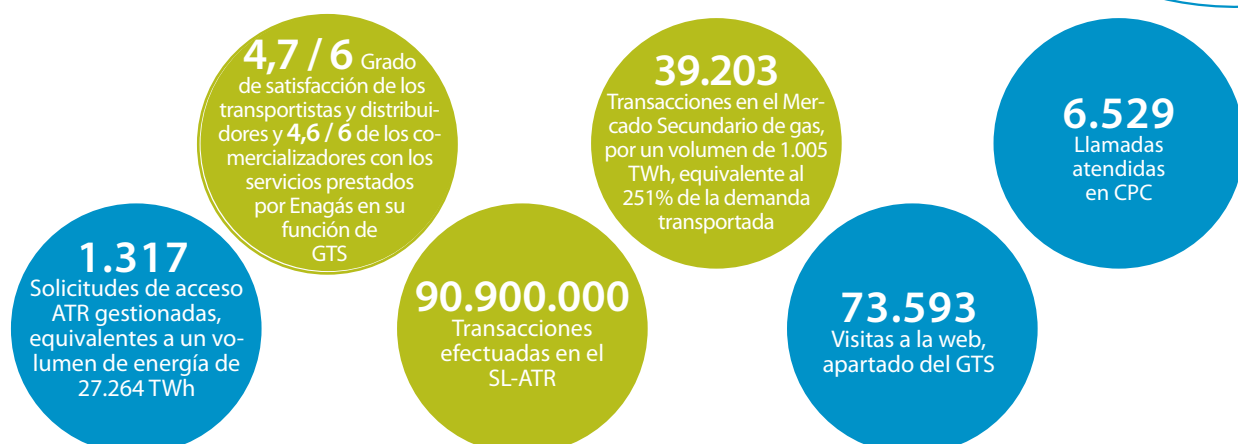 4,7 / 6 Grado
de satisfacción de los
transportistas y distribui-
dores y 4,6 / 6 de los co-
mercializadores con los
servicios prestados
por Enagás en su
función de
GTS
39.203
Transacciones en el Mer-
cado Secundario de gas,
por un volumen de 1.005
TWh, equivalente al
251% de la demanda
transportada
6.529
Llamadas
atendidas
en CPC
1.317
Solicitudes de acceso
ATR gestionadas,
equivalentes a un vo-
lumen de energía de
27.264 TWh
90.900.000
Transacciones
efectuadas en el
SL-ATR
73.593
Visitas a la web,
apartado del GTS